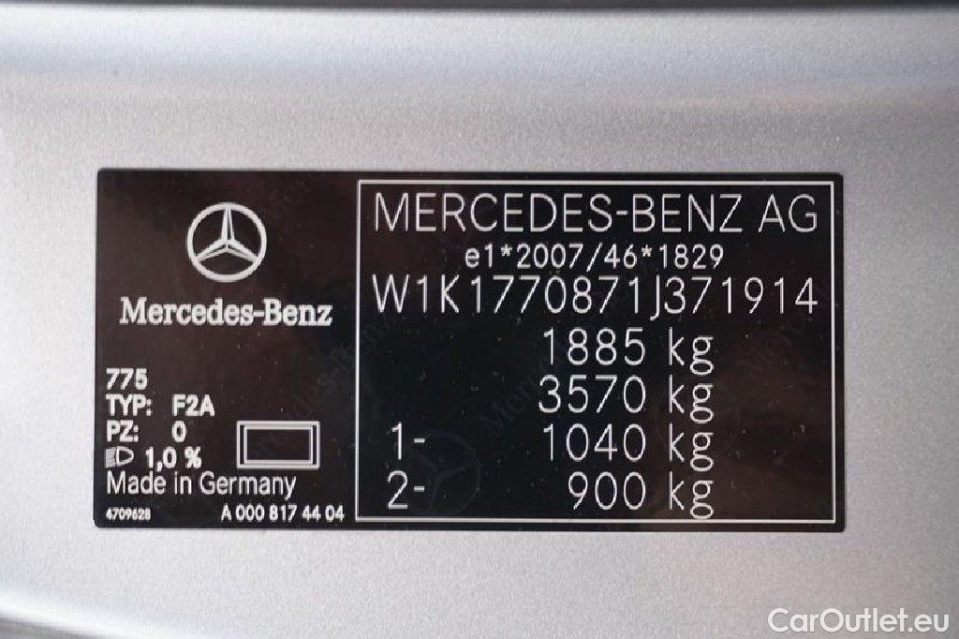 Mercedes-Benz
775
TYP: F2A
PZ: 0
1,0 %
Made in Germany
4709628 A 000 817 44 04
MERCEDES-BENZ AG
e1*2007/46*1829
W1K1770871J371914
1885 kg
3570 kg
1- 1040 kg
2- 900 kg
CarOutlet.eu